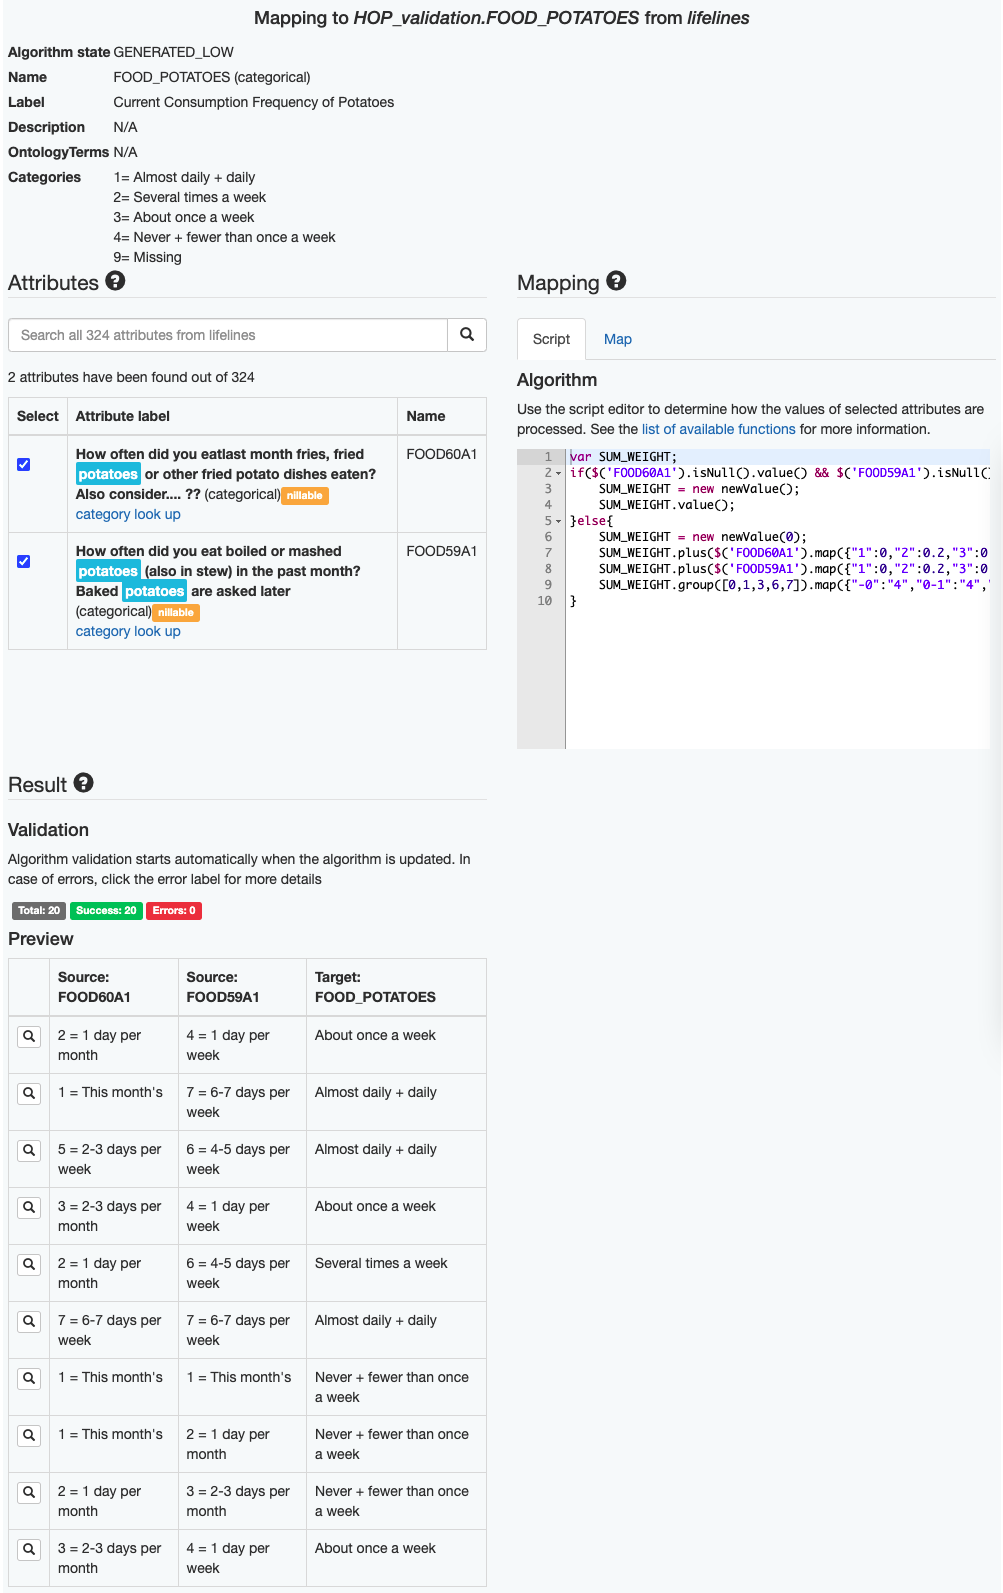 Mapping to HOP_validation.FOOD_POTATOES from lifelines
Algorithm state GENERATED_LOW
Name FOOD_POTATOES (categorical)
Label Current Consumption Frequency of Potatoes
Description N/A
OntologyTerms N/A
Categories 1= Almost daily + daily
2= Several times a week
3= About once a week
4= Never + fewer than once a week
9= Missing
Attributes ?
Search all 324 attributes from lifelines
2 attributes have been found out of 324
Select Attribute label Name
How often did you eatlast month fries, fried FOOD60A1
potatoes or other fried potato dishes eaten?
Also consider.... ?? (categorical) nillable
category look up
How often did you eat boiled or mashed FOOD59A1
potatoes (also in stew) in the past month?
Baked potatoes are asked later
(categorical) nillable
category look up
Mapping ?
Script Map
Algorithm
Use the script editor to determine how the values of selected attributes are
processed. See the list of available functions for more information.
1 var SUM_WEIGHT;
2 if($('FOOD60A1').isNull().value() && $('FOOD59A1').isNull()
3 SUM_WEIGHT = new newValue();
4 SUM_WEIGHT.value();
5 }else{
6 SUM_WEIGHT = new newValue(0);
7 SUM_WEIGHT.plus($('FOOD60A1').map({"1":0,"2":0.2,"3":0
8 SUM_WEIGHT.plus($('FOOD59A1').map({"1":0,"2":0.2,"3":0
9 SUM_WEIGHT.group([0,1,3,6,7]).map({"-0":"4","0-1":"4",
10 }
Result ?
Validation
Algorithm validation starts automatically when the algorithm is updated. In
case of errors, click the error label for more details
Total: 20 Success: 20 Errors: 0
Preview
Source: Source: Target:
FOOD60A1 FOOD59A1 FOOD_POTATOES
2 = 1 day per 4 = 1 day per About once a week
month week
1 = This month's 7 = 6-7 days per Almost daily + daily
week
5 = 2-3 days per 6 = 4-5 days per Almost daily + daily
week week
3 = 2-3 days per 4 = 1 day per About once a week
month week
2 = 1 day per 6 = 4-5 days per Several times a week
month week
7 = 6-7 days per 7 = 6-7 days per Almost daily + daily
week week
1 = This month's 1 = This month's Never + fewer than once
a week
1 = This month's 2 = 1 day per Never + fewer than once
month a week
2 = 1 day per 3 = 2-3 days per Never + fewer than once
month month a week
3 = 2-3 days per 4 = 1 day per About once a week
month week